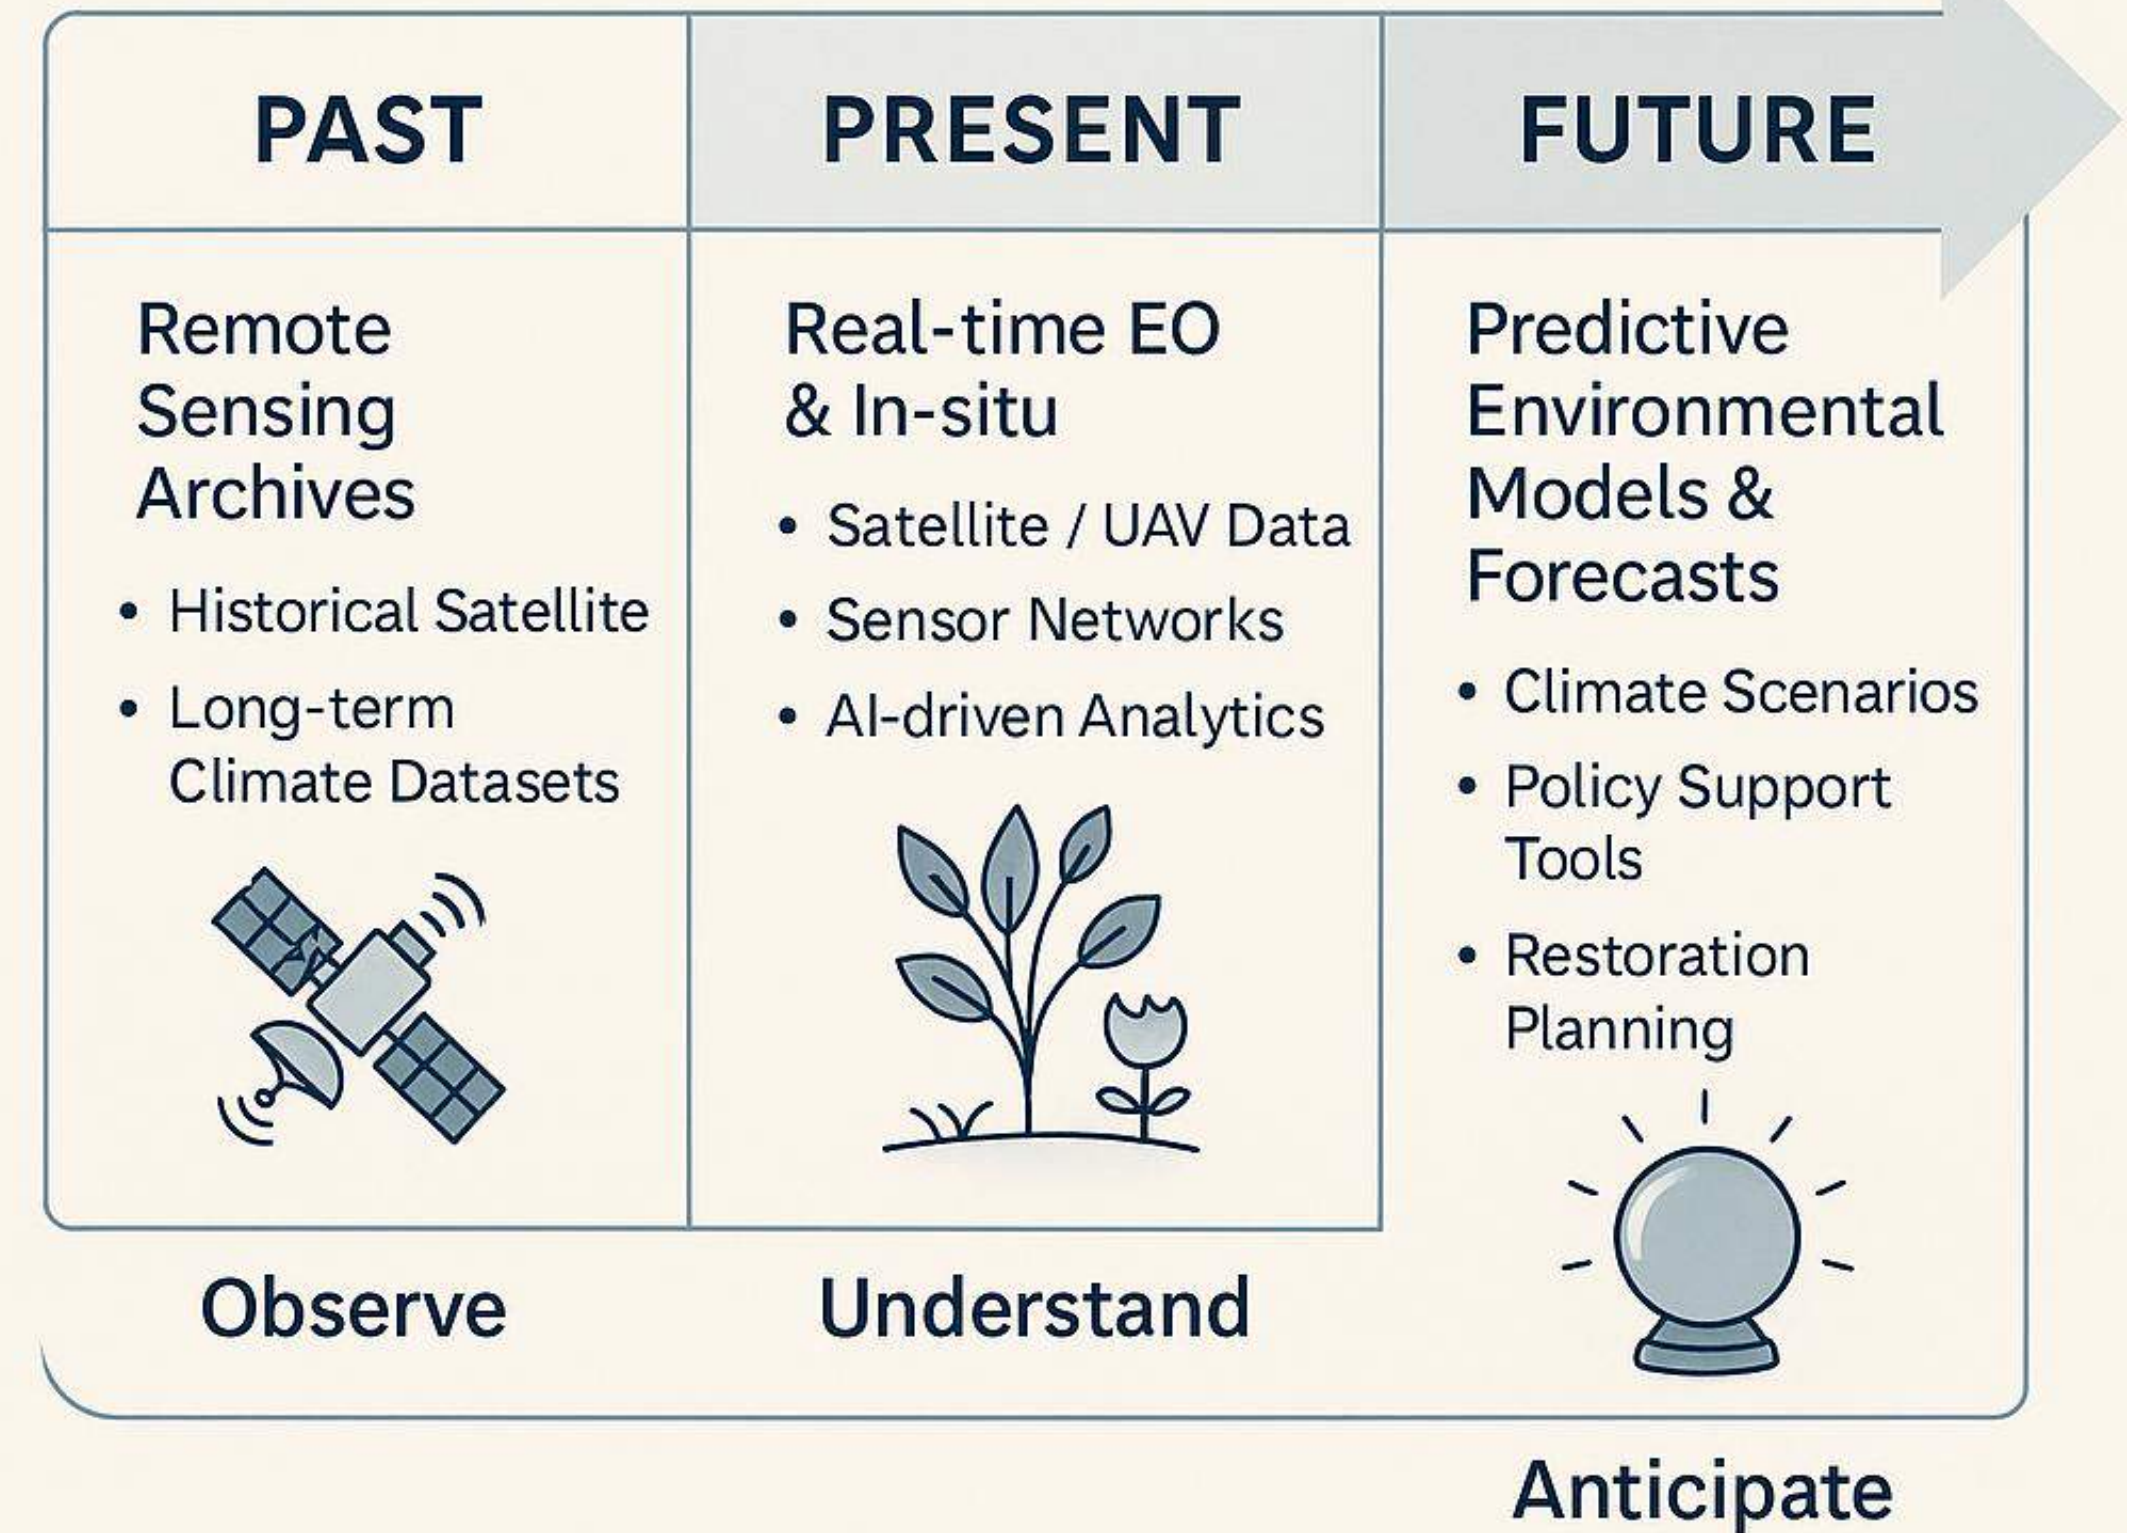 PAST
PRESENT
FUTURE
Remote
Sensing
Archives
• Historical Satellite
• Long-term
Climate Datasets
Real-time EO
& In-situ
• Satellite / UAV Data
• Sensor Networks
• AI-driven Analytics
Predictive
Environmental
Models &
Forecasts
• Climate Scenarios
• Policy Support
Tools
• Restoration
Planning
Observe
Understand
Anticipate